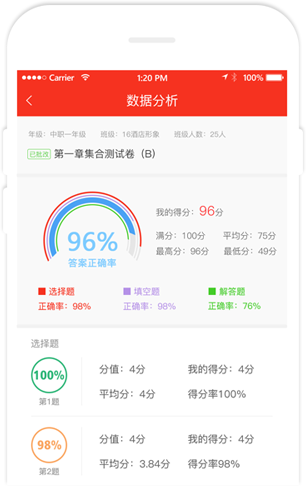 Carrier 1:20 PM 100%
数据分析
年级：中职一年级 班级：16酒店形象 班级人数：25人
已批改 第一章集合测试卷（B）
我的得分：96分
96%
答案正确率
满分：100分 平均分：75分
最高分：96分 最低分：49分
选择题 填空题 解答题
正确率：98% 正确率：98% 正确率：76%
选择题
100%
第1题
分值：4分 我的得分：4分
平均分：4分 得分率100%
98%
第2题
分值：4分 我的得分：4分
平均分：3.84分 得分率98%